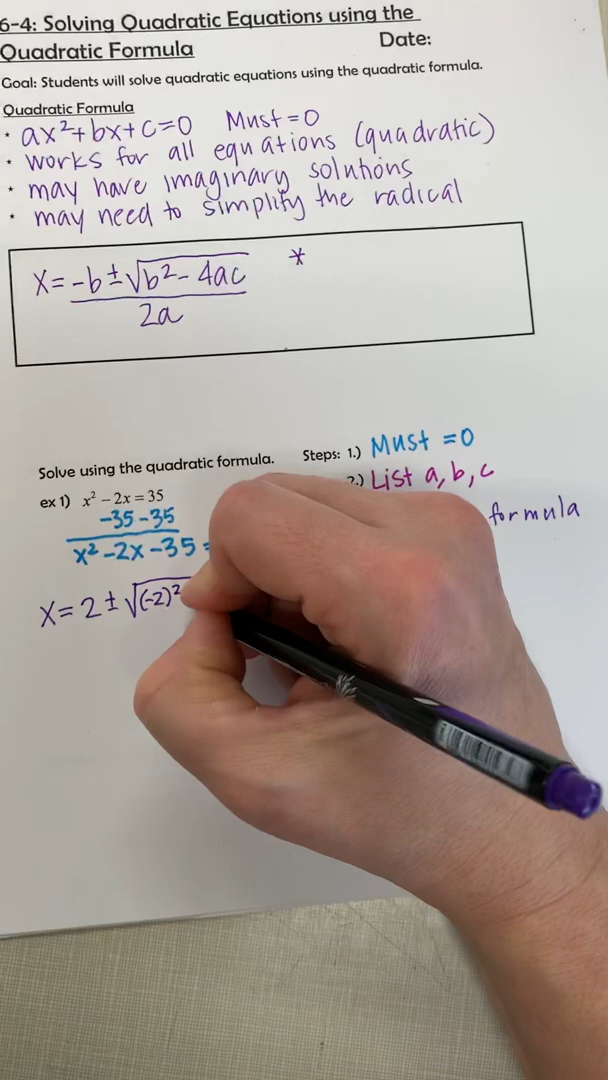 6-4: Solving Quadratic Equations using the
Quadratic Formula Date:
Goal: Students will solve quadratic equations using the quadratic formula.
Quadratic Formula
• ax²+bx+c=0 Must=0
• works for all equations (quadratic)
• may have imaginary solutions
• may need to simplify the radical
x=-b±√b²-4ac *
2a
Solve using the quadratic formula. Steps: 1.) Must =0
ex 1) x² - 2x = 35 2.) List a, b, c
-35 -35 formula
x²-2x-35=
x= 2±√(-2)²